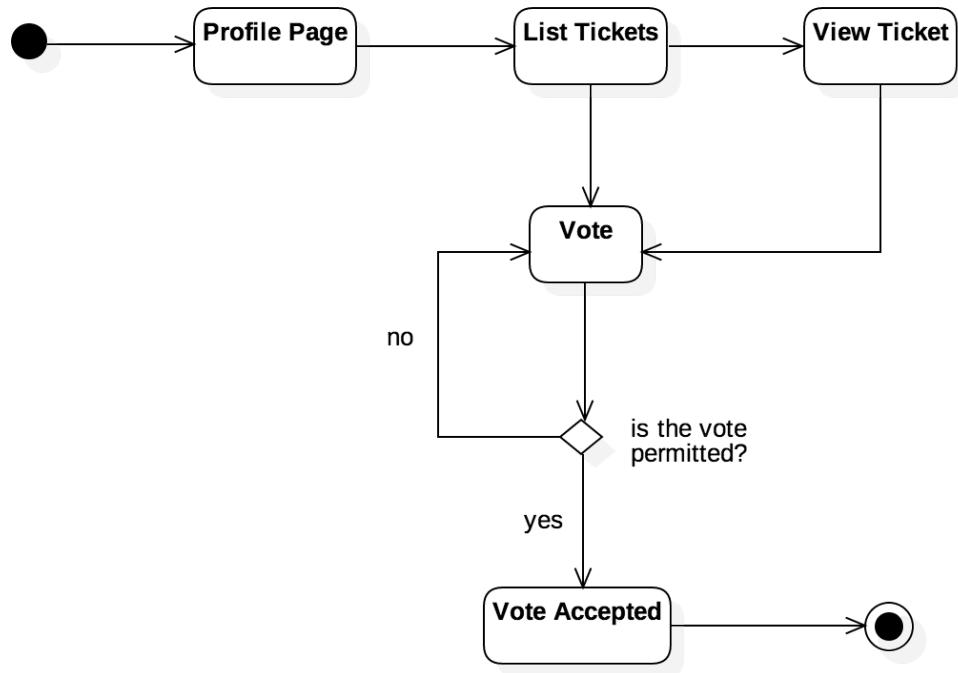 Profile Page
List Tickets
View Ticket
Vote
no
is the vote
permitted?
yes
Vote Accepted